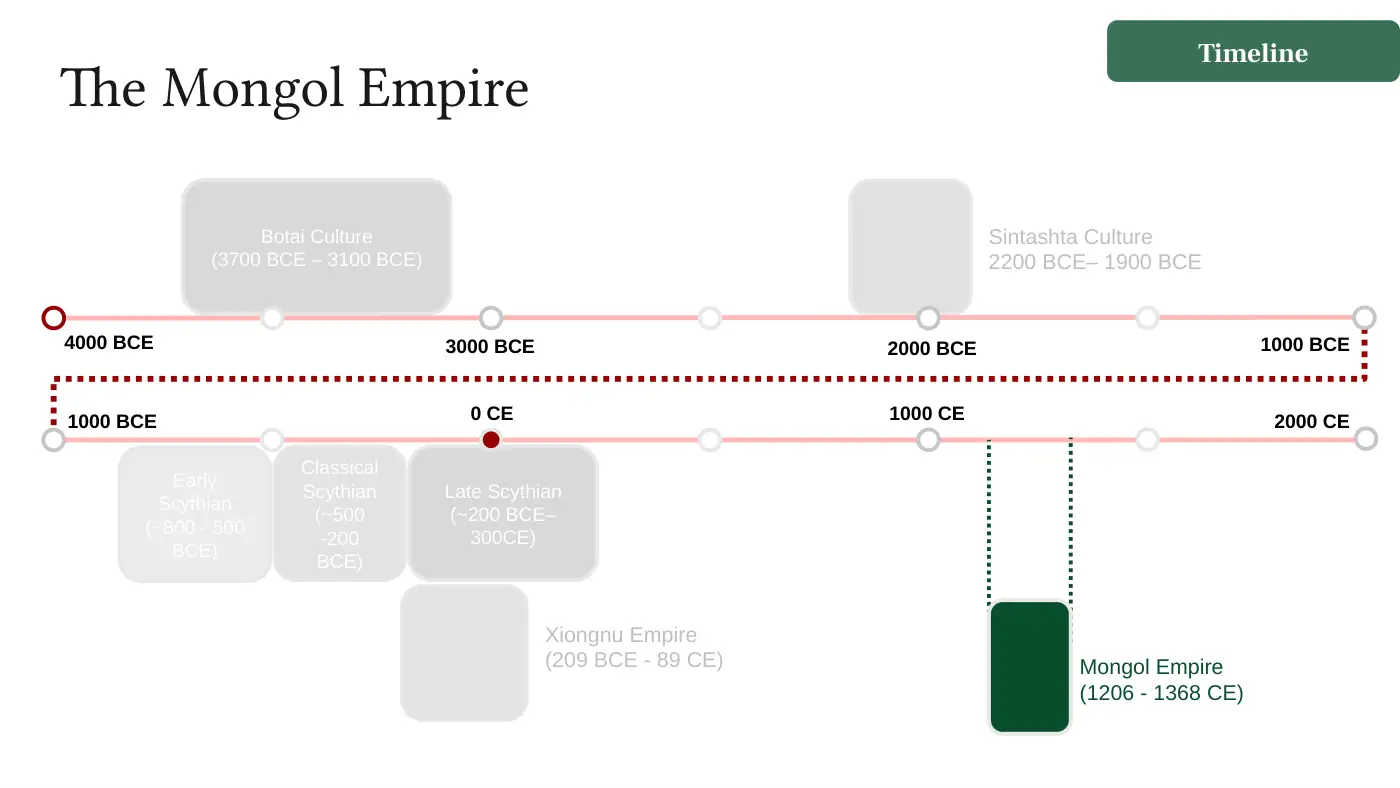 Timeline
The Mongol Empire
Botai Culture
(3700 BCE – 3100 BCE)
Sintashta Culture
2200 BCE– 1900 BCE
4000 BCE
3000 BCE
2000 BCE
1000 BCE
1000 BCE
0 CE
1000 CE
2000 CE
Early
Scythian
(~800 - 500
BCE)
Classical
Scythian
(~500
-200
BCE)
Late Scythian
(~200 BCE–
300CE)
Xiongnu Empire
(209 BCE - 89 CE)
Mongol Empire
(1206 - 1368 CE)